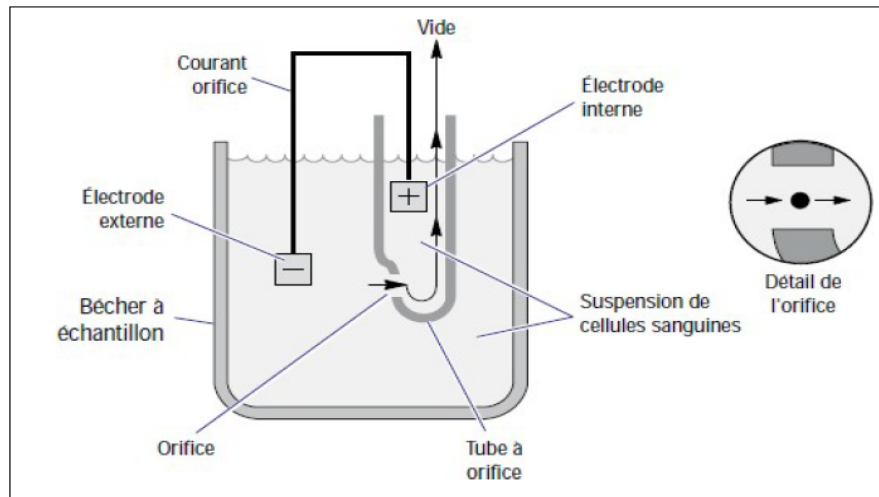 Vide
Courant
orifice
Électrode
interne
+
Électrode
externe
−
Bécher à
échantillon
Détail de
l'orifice
Suspension de
cellules sanguines
Orifice
Tube à
orifice